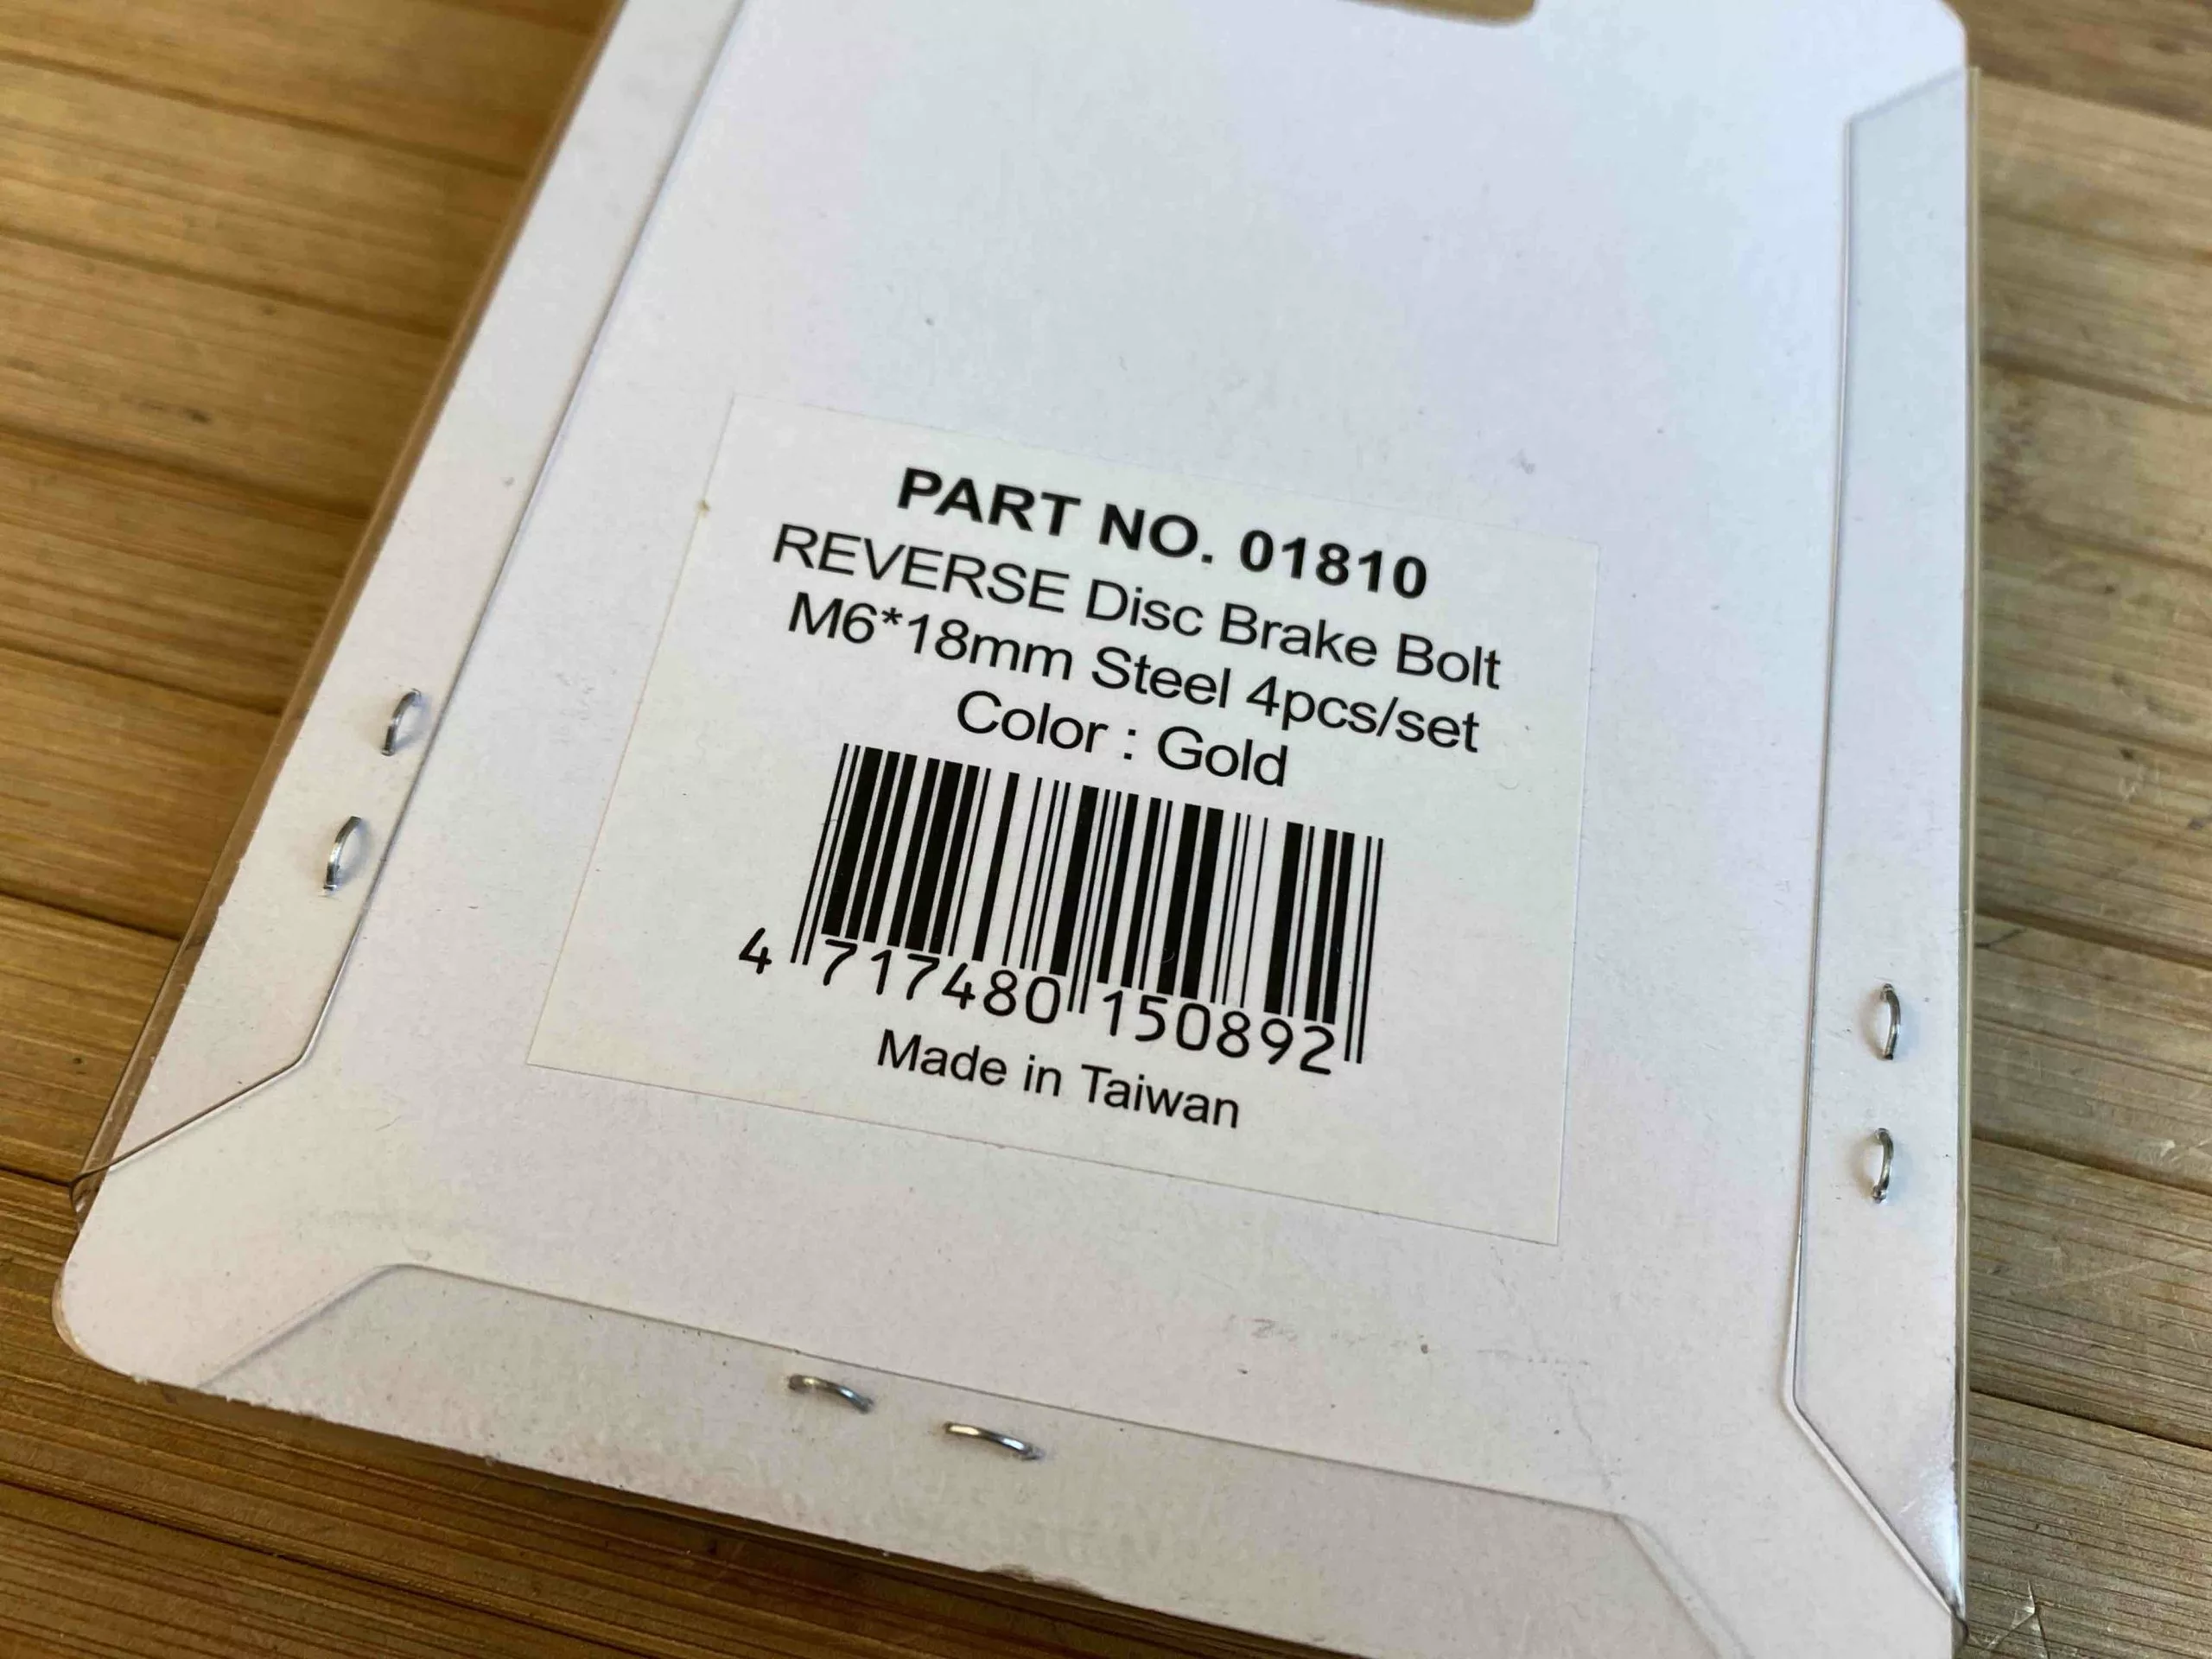 PART NO. 01810
REVERSE Disc Brake Bolt
M6*18mm Steel 4pcs/set
Color : Gold
4 717480 150892
Made in Taiwan